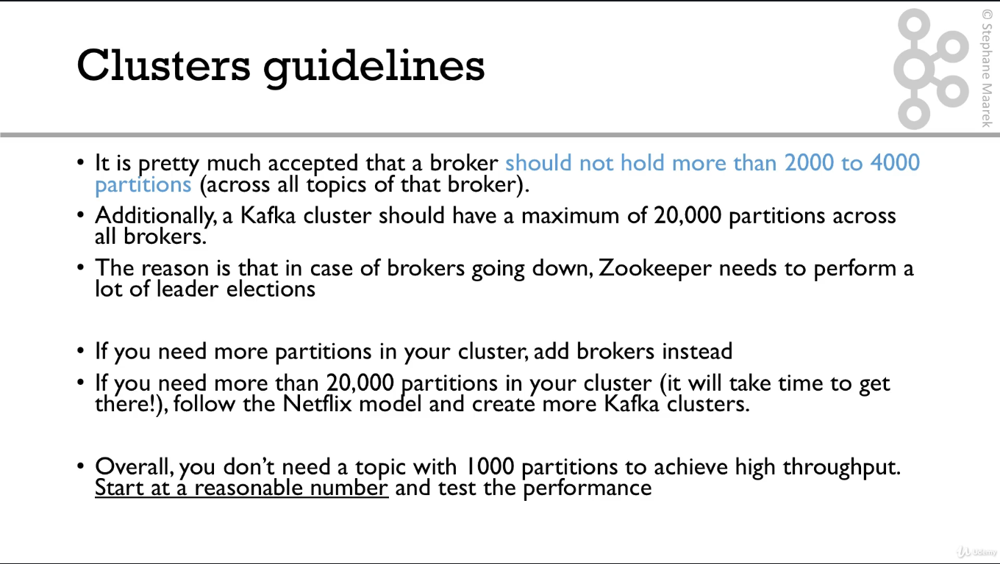 Clusters guidelines
© Stephane Maarek
• It is pretty much accepted that a broker should not hold more than 2000 to 4000
partitions (across all topics of that broker).
• Additionally, a Kafka cluster should have a maximum of 20,000 partitions across
all brokers.
• The reason is that in case of brokers going down, Zookeeper needs to perform a
lot of leader elections
• If you need more partitions in your cluster, add brokers instead
• If you need more than 20,000 partitions in your cluster (it will take time to get
there!), follow the Netflix model and create more Kafka clusters.
• Overall, you don’t need a topic with 1000 partitions to achieve high throughput.
Start at a reasonable number and test the performance
Udemy